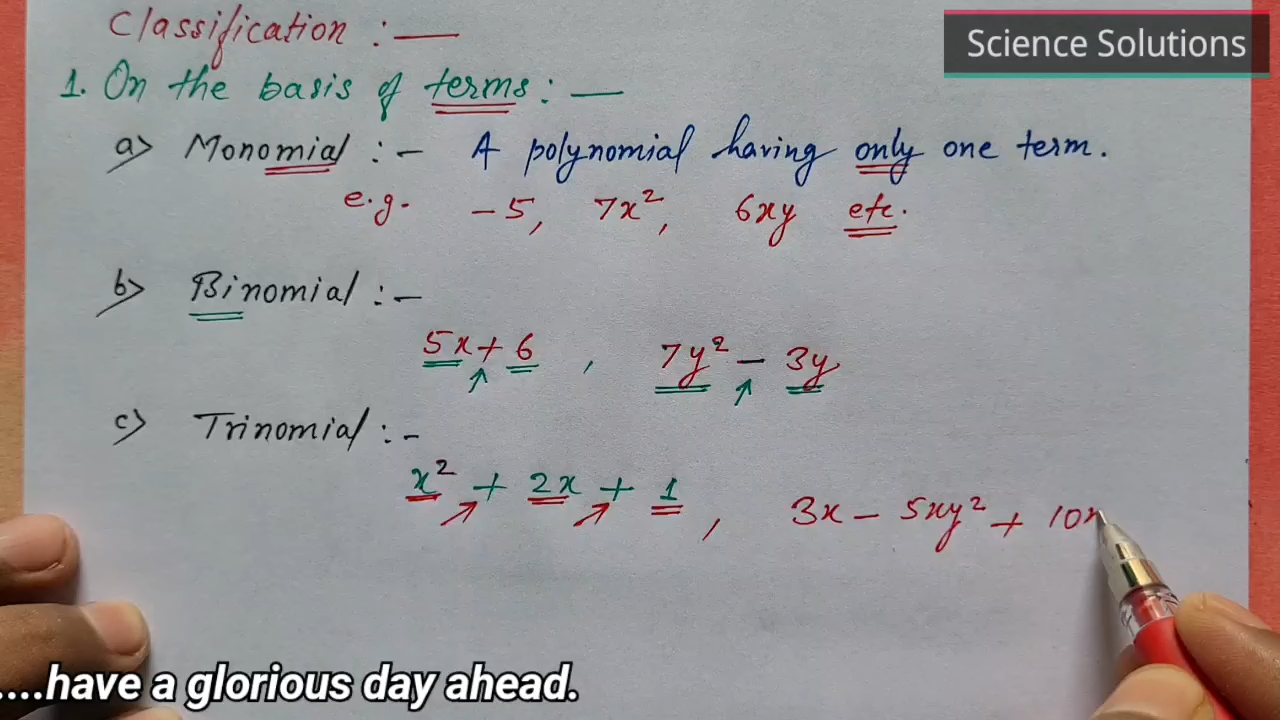 Classification :—
Science Solutions
1. On the basis of terms : —
a) Monomial :- A polynomial having only one term.
e.g. -5, 7x², 6xy etc.
b) Binomial :-
5x + 6 , 7y² - 3y
c) Trinomial :-
x² + 2x + 1 , 3x - 5xy² + 10
....have a glorious day ahead.